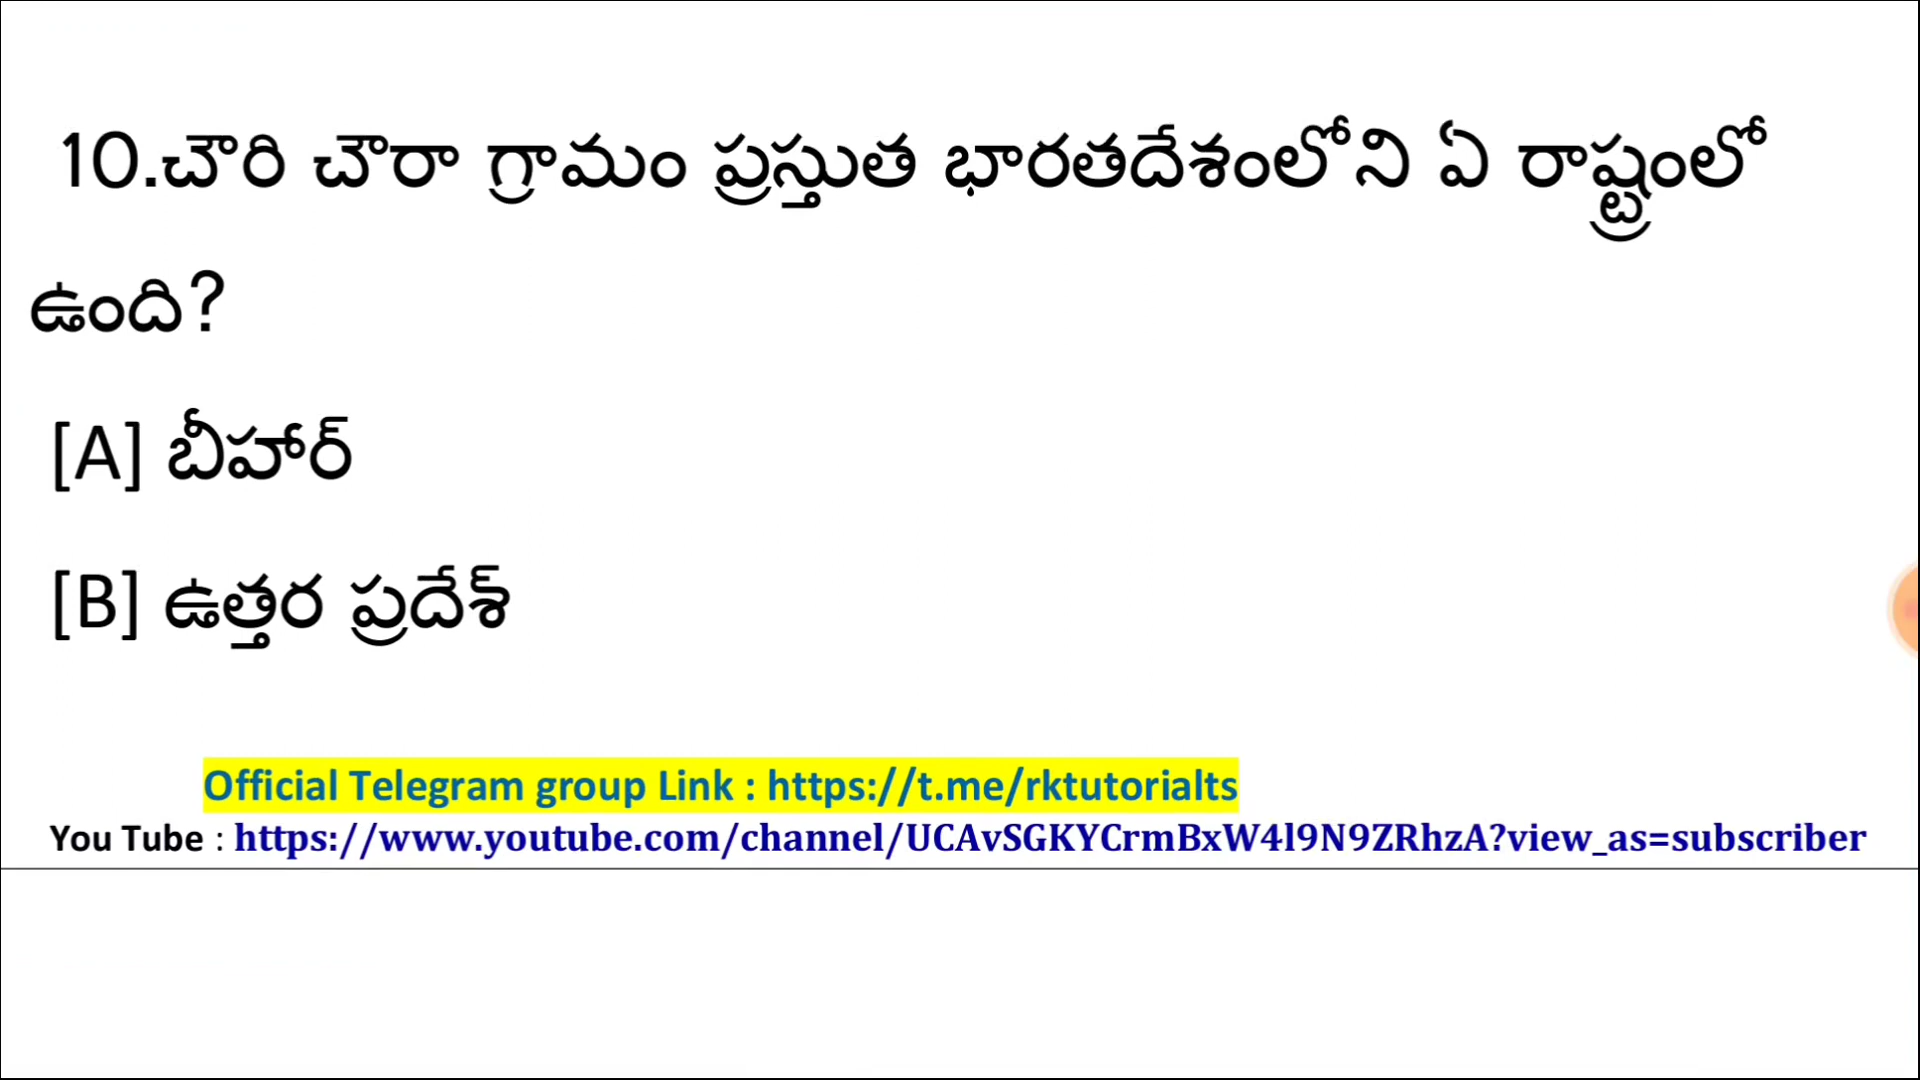 10.చౌరి చౌరా గ్రామం ప్రస్తుత భారతదేశంలోని ఏ రాష్ట్రంలో
ఉంది?
[A] బీహార్
[B] ఉత్తర ప్రదేశ్
Official Telegram group Link : https://t.me/rktutorialts
You Tube : https://www.youtube.com/channel/UCAvSGKYCrmBxW4l9N9ZRhzA?view_as=subscriber